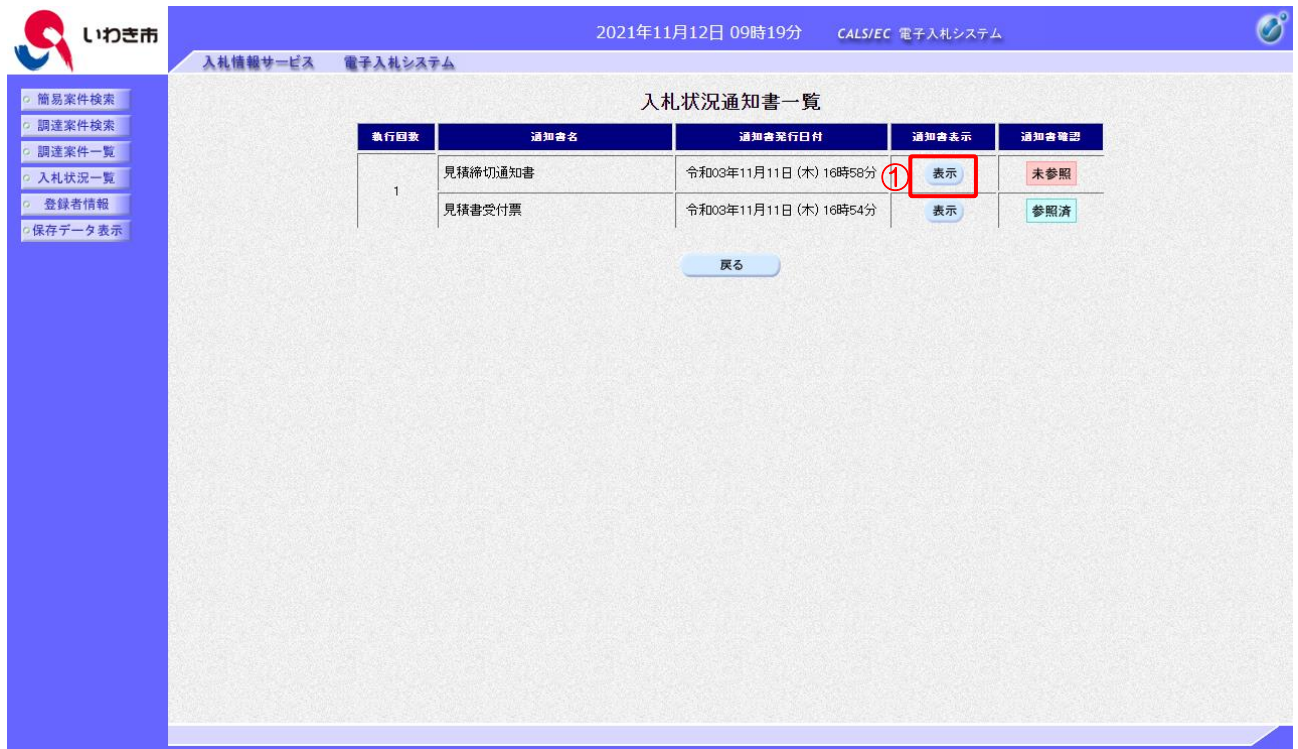 いわき市
2021年11月12日 09時19分 CALS/EC 電子入札システム
入札情報サービス 電子入札システム
簡易案件検索
調達案件検索
調達案件一覧
入札状況一覧
登録者情報
保存データ表示
入札状況通知書一覧
執行回数 通知書名 通知書発行日付 通知書表示 通知書確認
1
見積締切通知書 令和03年11月11日 (木) 16時58分 ① 表示 未参照
見積書受付票 令和03年11月11日 (木) 16時54分 表示 参照済
戻る